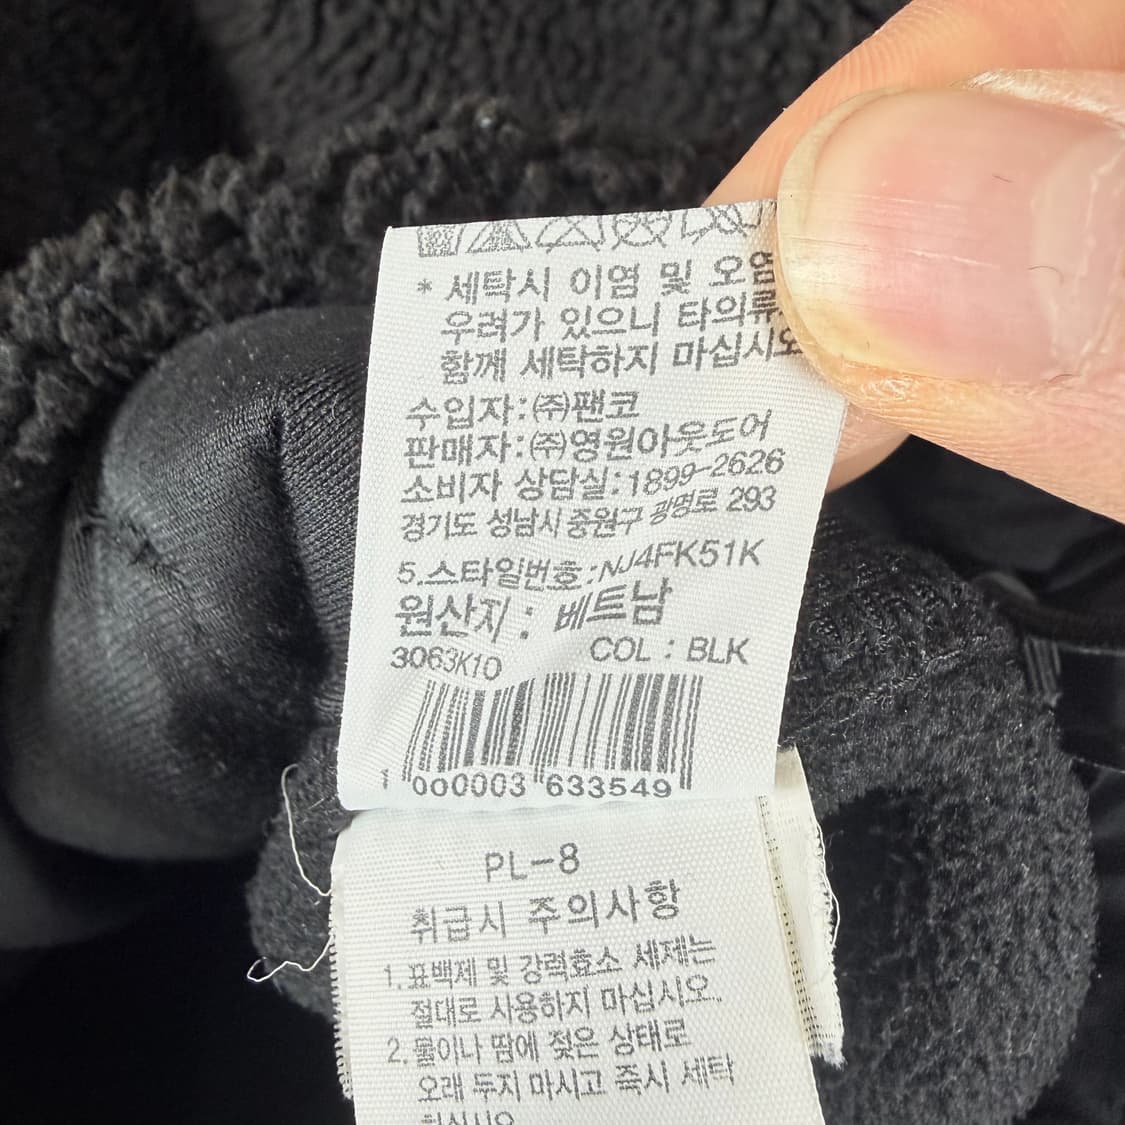 * 세탁시 이염 및 오염
우려가 있으니 타의류
함께 세탁하지 마십시오
수입자:㈜팬코
판매자:㈜영원아웃도어
소비자 상담실:1899-2626
경기도 성남시 중원구 광명로 293
5.스타일번호:NJ4FK51K
원산지 : 베트남
3063K10 COL : BLK
1 000003 633549
PL-8
취급시 주의사항
1.표백제 및 강력효소 세제는
절대로 사용하지 마십시오.
2.물이나 땀에 젖은 상태로
오래 두지 마시고 즉시 세탁
하십시오